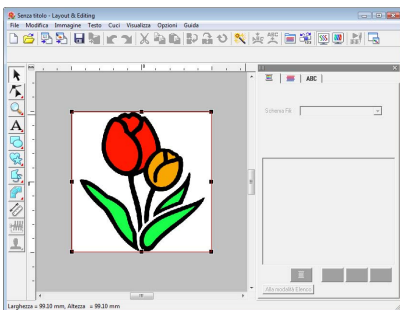 Senza titolo - Layout & Editing
File Modifica Immagine Testo Cuci Visualizza Opzioni Guida
ABC
Schema Fili
Alla modalità Elenco
Larghezza = 99.10 mm, Altezza = 99.10 mm